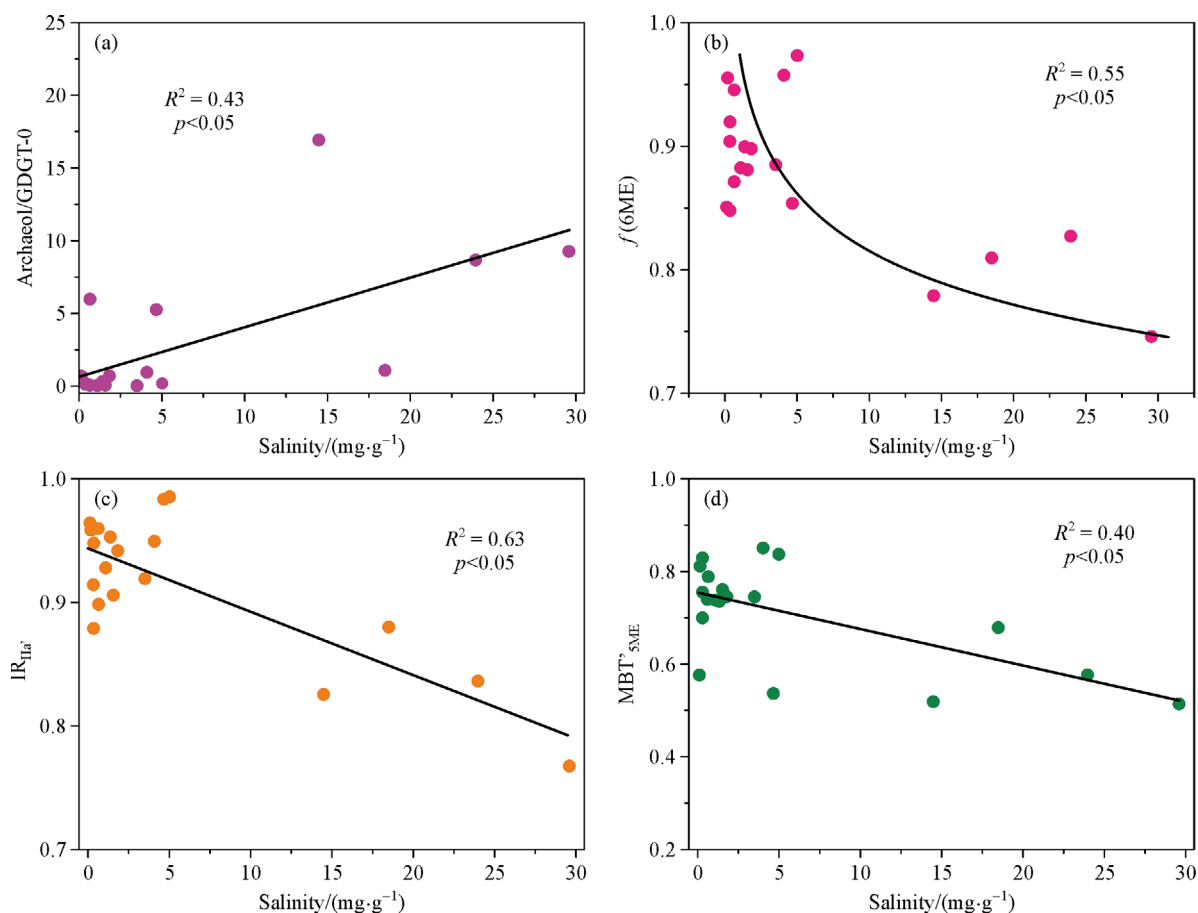 (a)
R² = 0.43
p<0.05
Archaeol/GDGT-0
25
20
15
10
5
0
0 5 10 15 20 25 30
Salinity/(mg·g⁻¹)
(b)
R² = 0.55
p<0.05
f(6ME)
1.0
0.9
0.8
0.7
0 5 10 15 20 25 30
Salinity/(mg·g⁻¹)
(c)
R² = 0.63
p<0.05
IR_IIa'
1.0
0.9
0.8
0.7
0 5 10 15 20 25 30
Salinity/(mg·g⁻¹)
(d)
R² = 0.40
p<0.05
MBT'5ME
1.0
0.8
0.6
0.4
0.2
0 5 10 15 20 25 30
Salinity/(mg·g⁻¹)